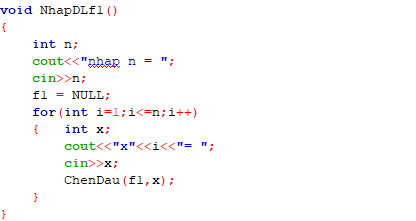 void NhapDLf1()
{
    int n;
    cout<<"nhap n = ";
    cin>>n;
    f1 = NULL;
    for(int i=1;i<=n;i++)
    {   int x;
        cout<<"x"<<i<<"= ";
        cin>>x;
        ChenDau(f1,x);
    }
}